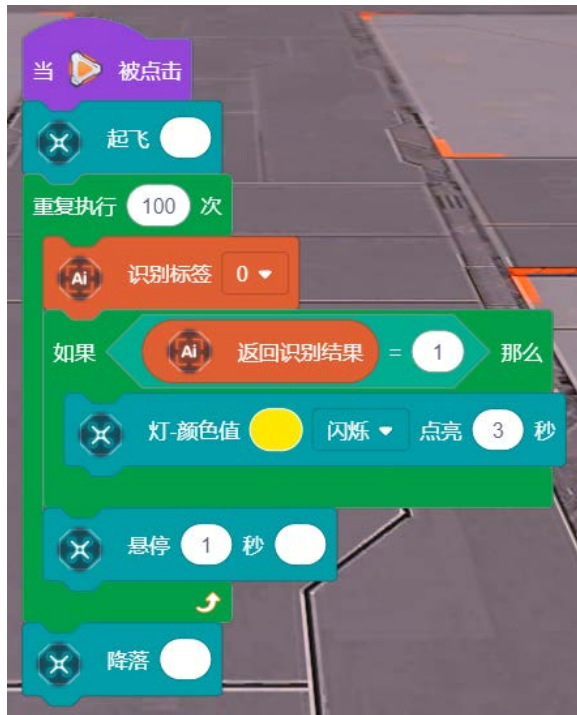 当 被点击
起飞
重复执行 100 次
Ai 识别标签 0
如果 Ai 返回识别结果 = 1 那么
灯-颜色值 闪烁 点亮 3 秒
悬停 1 秒
降落